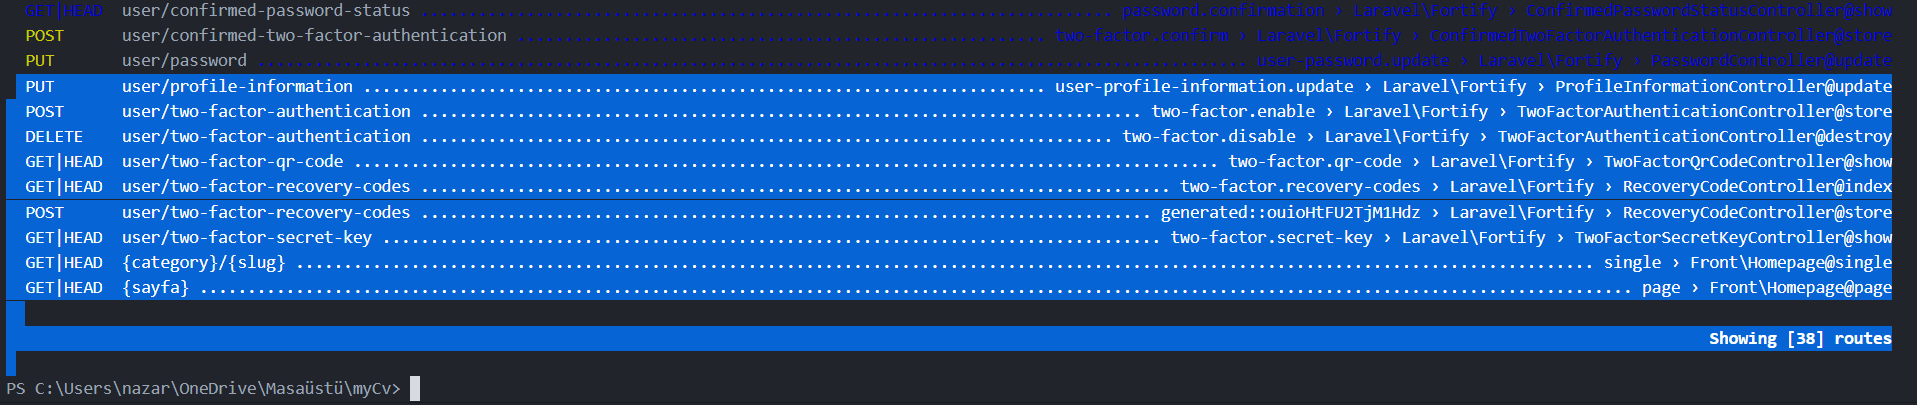 GET|HEAD user/confirmed-password-status ........................................................................ password.confirmation › Laravel\Fortify › ConfirmedPasswordStatusController@show
POST user/confirmed-two-factor-authentication ....................................................... two-factor.confirm › Laravel\Fortify › ConfirmedTwoFactorAuthenticationController@store
PUT user/password ....................................................................................................... user-password.update › Laravel\Fortify › PasswordController@update
PUT user/profile-information ....................................................................... user-profile-information.update › Laravel\Fortify › ProfileInformationController@update
POST user/two-factor-authentication ........................................................................... two-factor.enable › Laravel\Fortify › TwoFactorAuthenticationController@store
DELETE user/two-factor-authentication ........................................................................ two-factor.disable › Laravel\Fortify › TwoFactorAuthenticationController@destroy
GET|HEAD user/two-factor-qr-code .......................................................................................... two-factor.qr-code › Laravel\Fortify › TwoFactorQrCodeController@show
GET|HEAD user/two-factor-recovery-codes .............................................................................. two-factor.recovery-codes › Laravel\Fortify › RecoveryCodeController@index
POST user/two-factor-recovery-codes ............................................................................ generated::ouioHtFU2TjM1Hdz › Laravel\Fortify › RecoveryCodeController@store
GET|HEAD user/two-factor-secret-key ................................................................................. two-factor.secret-key › Laravel\Fortify › TwoFactorSecretKeyController@show
GET|HEAD {category}/{slug} ....................................................................................................................................... single › Front\Homepage@single
GET|HEAD {sayfa} ..................................................................................................................................................... page › Front\Homepage@page
Showing [38] routes
PS C:\Users\nazar\OneDrive\Masaüstü\myCv>